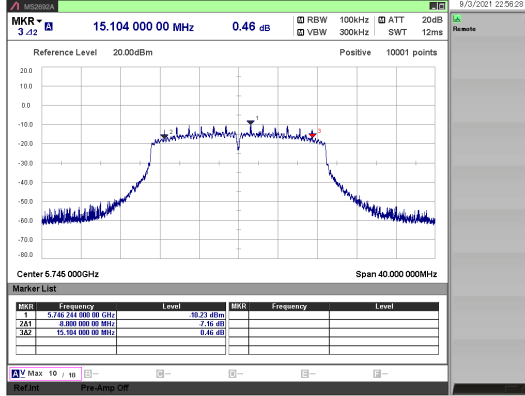 MS2692A
9/3/2021 22:56:28
MKR
3 Δ2 A
15.104 000 00 MHz
0.46 dB
A RBW 100kHz
A ATT 20dB
A VBW 300kHz
SWT 12ms
A
Remote
Reference Level 20.00dBm
Positive 10001 points
20.0
10.0
0.0
-10.0
-20.0
-30.0
-40.0
-50.0
-60.0
-70.0
-80.0
1
2
3
Center 5.745 000GHz
Span 40.000 000MHz
Marker List
MKR Frequency Level MKR Frequency Level
1 5.746 244 000 00 GHz -10.23 dBm
2Δ1 -8.800 000 00 MHz -7.16 dB
3Δ2 15.104 000 00 MHz 0.46 dB
A V Max 10 / 10 B-- C-- D-- E-- F--
Ref.Int Pre-Amp Off